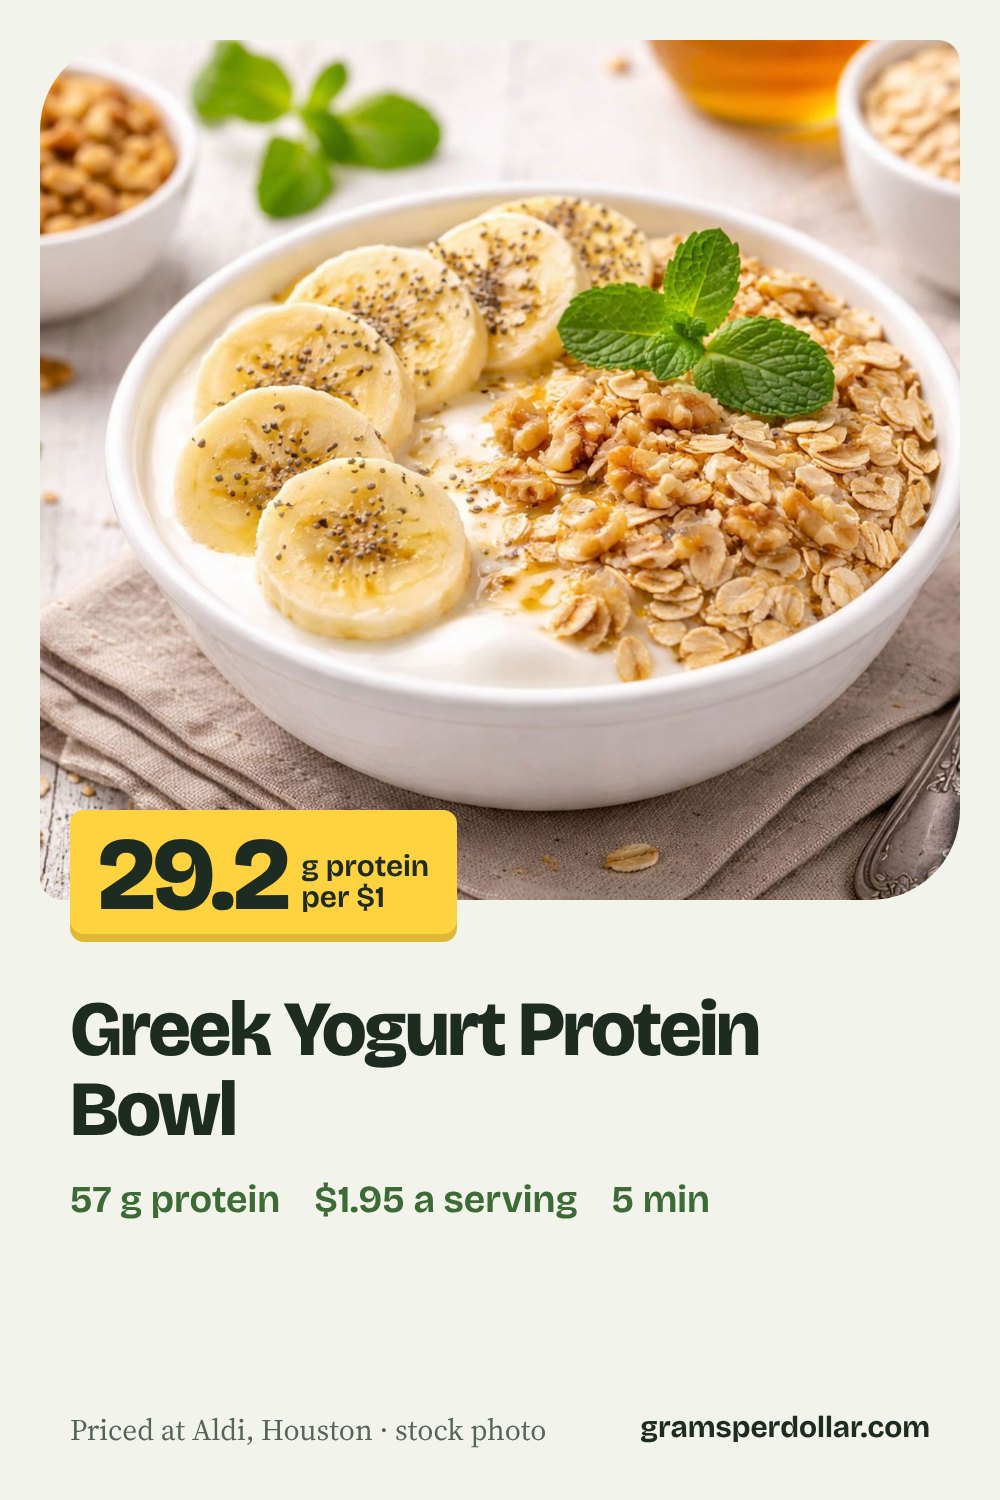 29.2 g protein
per $1
Greek Yogurt Protein
Bowl
57 g protein $1.95 a serving 5 min
Priced at Aldi, Houston · stock photo gramsperdollar.com